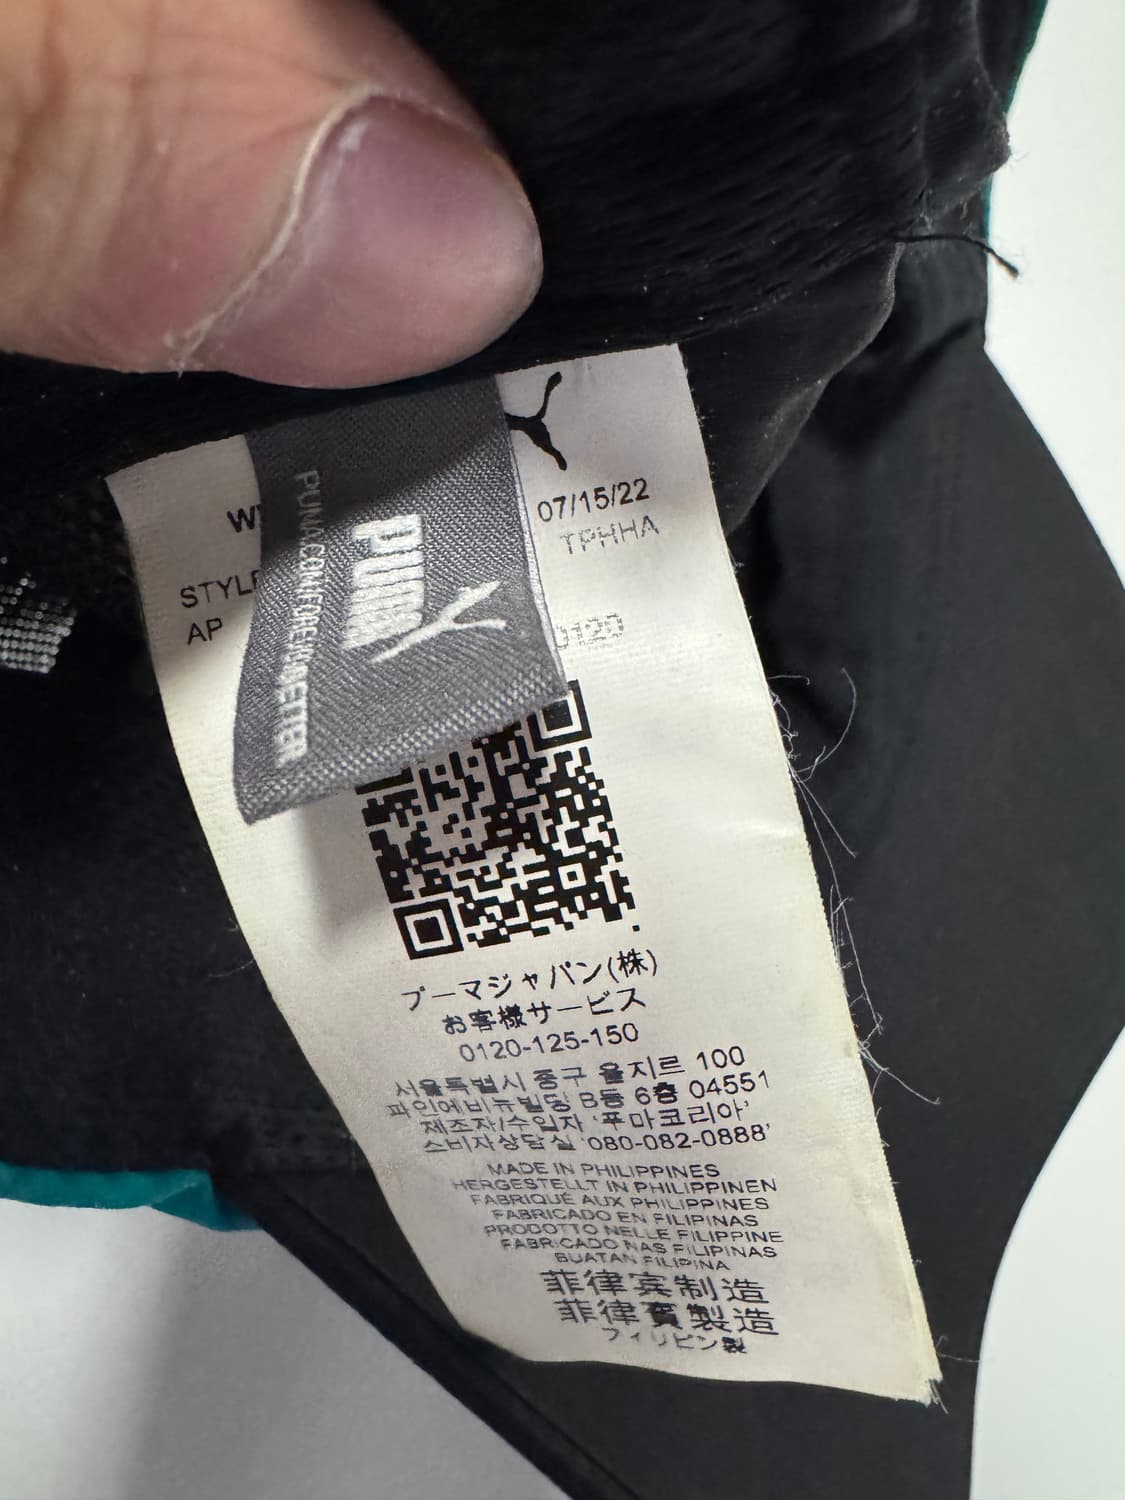 07/15/22
TPHHA
STYLE
AP
PUMA
プーマジャパン(株)
お客様サービス
0120-125-150
서울특별시 중구 을지르 100
파인에비뉴빌딩 B동 6층 04551
제조자/수입자 '푸마코리아'
소비자상담실 '080-082-0888'
MADE IN PHILIPPINES
HERGESTELLT IN PHILIPPINEN
FABRIQUÉ AUX PHILIPPINES
FABRICADO EN FILIPINAS
PRODOTTO NELLE FILIPPINE
FABRICADO NAS FILIPINAS
BUATAN FILIPINA
菲律宾制造
菲律賓製造
フィリピン製